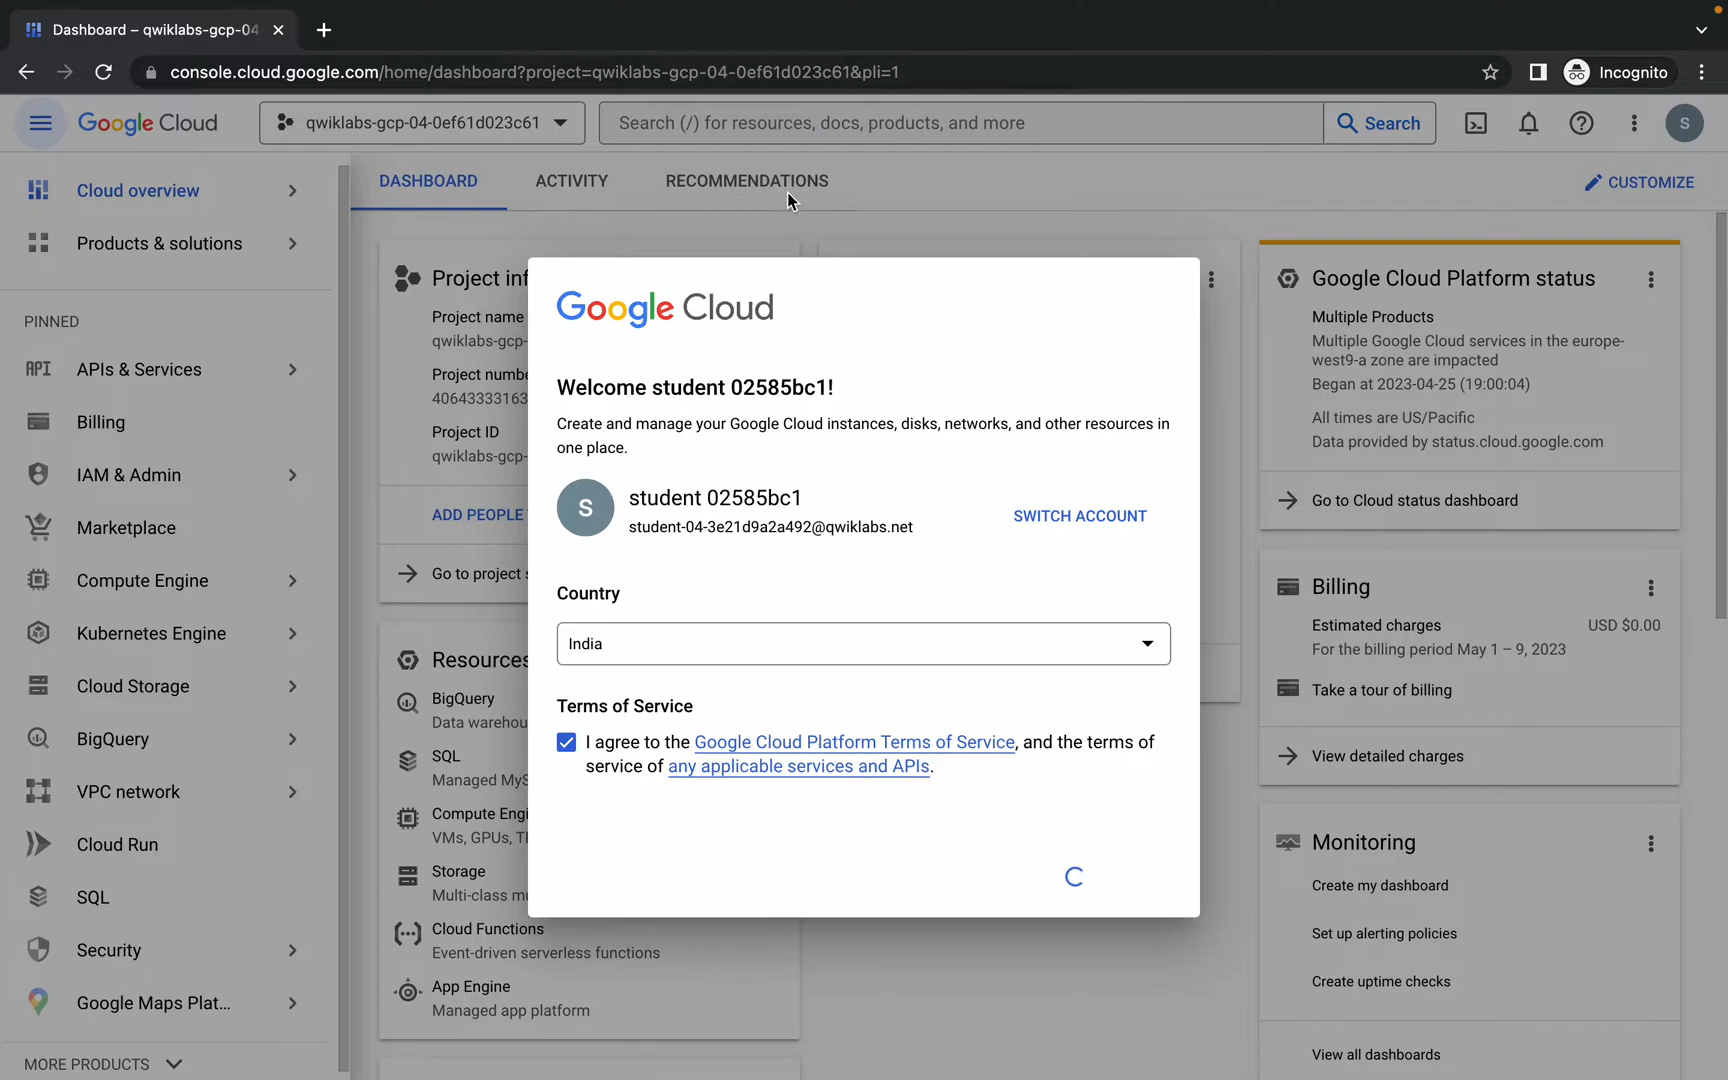 Dashboard – qwiklabs-gcp-04
console.cloud.google.com/home/dashboard?project=qwiklabs-gcp-04-0ef61d023c61&pli=1
Incognito
Google Cloud
qwiklabs-gcp-04-0ef61d023c61
Search (/) for resources, docs, products, and more
Search
S
Cloud overview
Products & solutions
PINNED
API
APIs & Services
Billing
IAM & Admin
Marketplace
Compute Engine
Kubernetes Engine
Cloud Storage
BigQuery
VPC network
Cloud Run
SQL
Security
Google Maps Plat...
MORE PRODUCTS
DASHBOARD
ACTIVITY
RECOMMENDATIONS
CUSTOMIZE
Project inf
Project name
qwiklabs-gcp-
Project numbe
40643333163
Project ID
qwiklabs-gcp-
ADD PEOPLE
Go to project s
Resources
BigQuery
Data warehou
SQL
Managed MyS
Compute Engi
VMs, GPUs, T
Storage
Multi-class mu
Cloud Functions
Event-driven serverless functions
App Engine
Managed app platform
Google Cloud
Welcome student 02585bc1!
Create and manage your Google Cloud instances, disks, networks, and other resources in
one place.
S
student 02585bc1
student-04-3e21d9a2a492@qwiklabs.net
SWITCH ACCOUNT
Country
India
Terms of Service
I agree to the Google Cloud Platform Terms of Service, and the terms of
service of any applicable services and APIs.
Google Cloud Platform status
Multiple Products
Multiple Google Cloud services in the europe-
west9-a zone are impacted
Began at 2023-04-25 (19:00:04)
All times are US/Pacific
Data provided by status.cloud.google.com
Go to Cloud status dashboard
Billing
Estimated charges
USD $0.00
For the billing period May 1 – 9, 2023
Take a tour of billing
View detailed charges
Monitoring
Create my dashboard
Set up alerting policies
Create uptime checks
View all dashboards